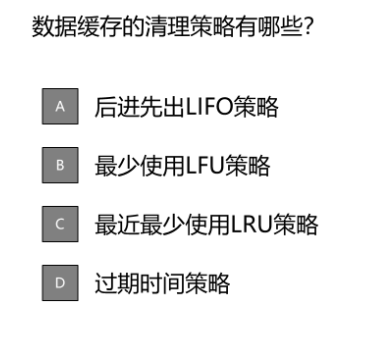 数据缓存的清理策略有哪些?
A 后进先出LIFO策略
B 最少使用LFU策略
C 最近最少使用LRU策略
D 过期时间策略